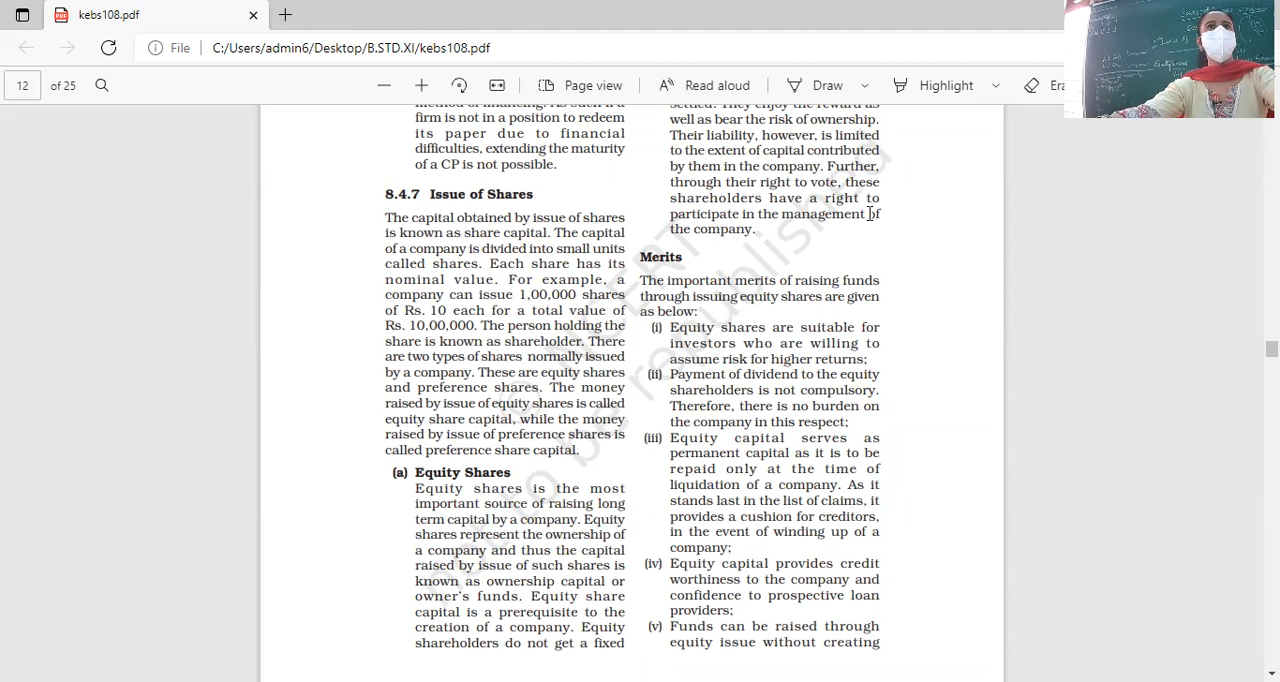 kebs108.pdf
File
C:/Users/admin6/Desktop/B.STD.XI/kebs108.pdf
12
of 25
Page view
Read aloud
Draw
Highlight
Era
method of financing. As such if a
firm is not in a position to redeem
its paper due to financial
difficulties, extending the maturity
of a CP is not possible.
8.4.7 Issue of Shares
The capital obtained by issue of shares
is known as share capital. The capital
of a company is divided into small units
called shares. Each share has its
nominal value. For example, a
company can issue 1,00,000 shares
of Rs. 10 each for a total value of
Rs. 10,00,000. The person holding the
share is known as shareholder. There
are two types of shares normally issued
by a company. These are equity shares
and preference shares. The money
raised by issue of equity shares is called
equity share capital, while the money
raised by issue of preference shares is
called preference share capital.
(a) Equity Shares
Equity shares is the most
important source of raising long
term capital by a company. Equity
shares represent the ownership of
a company and thus the capital
raised by issue of such shares is
known as ownership capital or
owner's funds. Equity share
capital is a prerequisite to the
creation of a company. Equity
shareholders do not get a fixed
settled. They enjoy the reward as
well as bear the risk of ownership.
Their liability, however, is limited
to the extent of capital contributed
by them in the company. Further,
through their right to vote, these
shareholders have a right to
participate in the management of
the company.
Merits
The important merits of raising funds
through issuing equity shares are given
as below:
(i) Equity shares are suitable for
investors who are willing to
assume risk for higher returns;
(ii) Payment of dividend to the equity
shareholders is not compulsory.
Therefore, there is no burden on
the company in this respect;
(iii) Equity capital serves as
permanent capital as it is to be
repaid only at the time of
liquidation of a company. As it
stands last in the list of claims, it
provides a cushion for creditors,
in the event of winding up of a
company;
(iv) Equity capital provides credit
worthiness to the company and
confidence to prospective loan
providers;
(v) Funds can be raised through
equity issue without creating
© NCERT
not to be republished